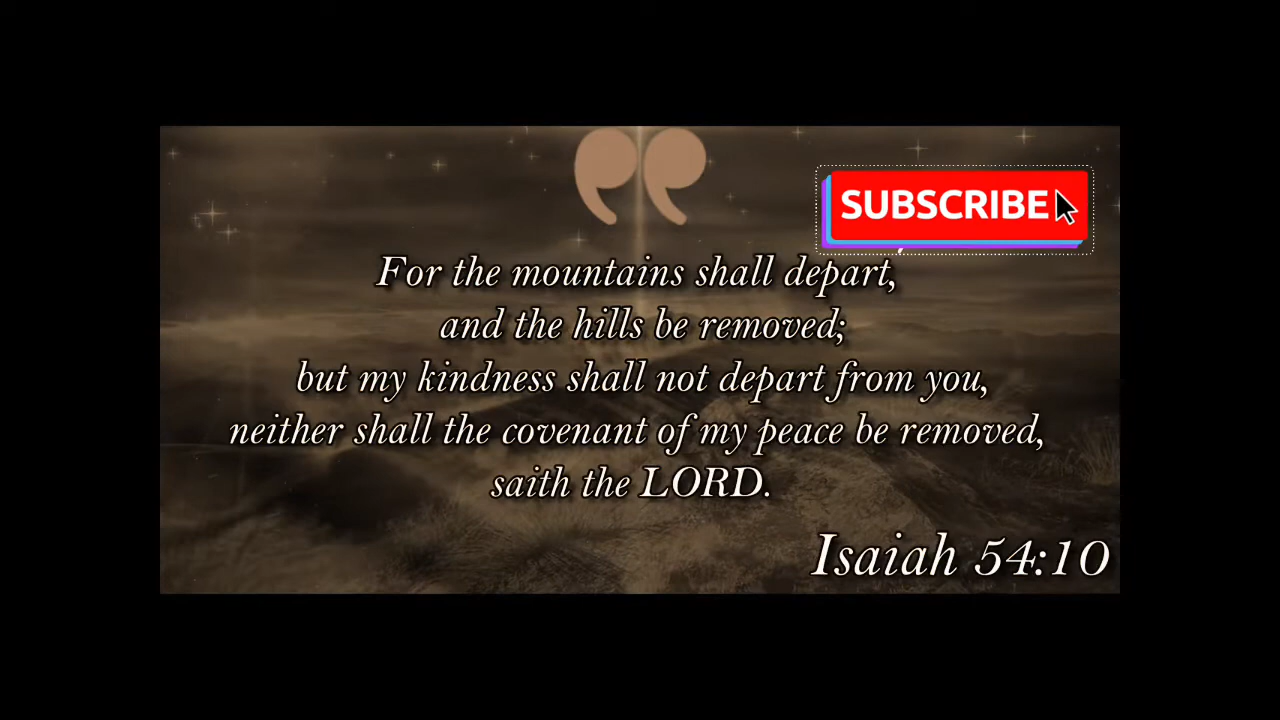 SUBSCRIBE
For the mountains shall depart,
and the hills be removed;
but my kindness shall not depart from you,
neither shall the covenant of my peace be removed,
saith the LORD.
Isaiah 54:10